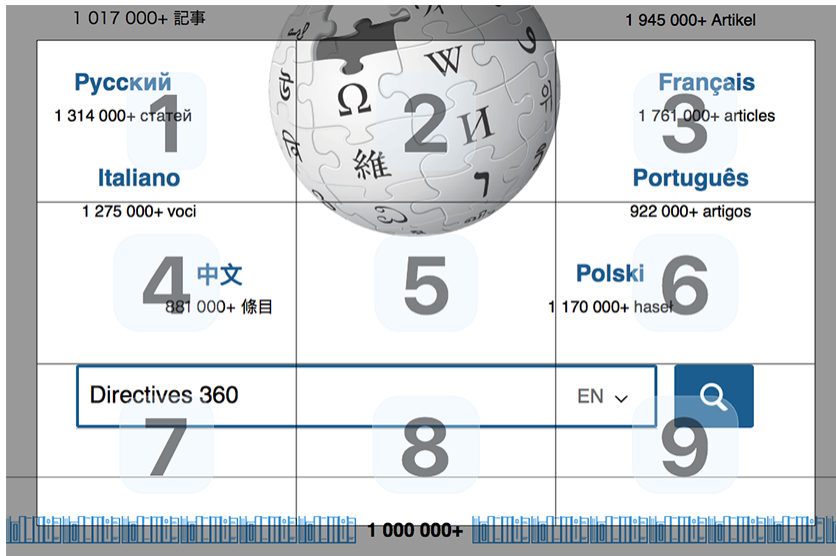 1 017 000+ 記事
1 945 000+ Artikel
Русский
1 314 000+ статей
Français
1 761 000+ articles
1
2
3
Ω
W
И
維
7
Italiano
1 275 000+ voci
Português
922 000+ artigos
中文
881 000+ 條目
Polski
1 170 000+ haseł
4
5
6
Directives 360
EN
7
8
9
1 000 000+